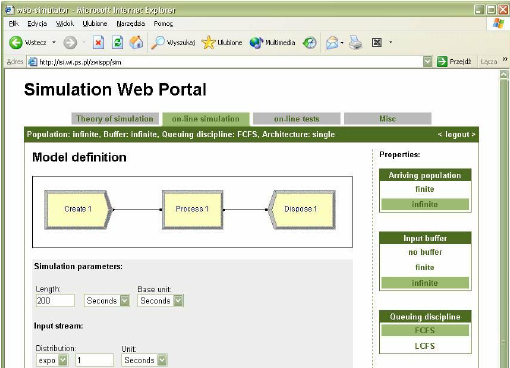 web-simulator - Microsoft Internet Explorer
Plik Edycja Widok Ulubione Narzędzia Pomoc
Wstecz Wyszukaj Ulubione Multimedia
Adres http://isi.wi.ps.pl/zwispp/sim Przejdź Łącza »
Simulation Web Portal
Theory of simulation on-line simulation on-line tests Misc
Population: infinite, Buffer: infinite, Queuing discipline: FCFS, Architecture: single < logout >
Model definition
Properties:
Create 1 Process 1 Dispose 1
Arriving population
finite
infinite
Input buffer
no buffer
finite
infinite
Queuing discipline
FCFS
LCFS
Simulation parameters:
Length: Base unit:
200 Seconds Seconds
Input stream:
Distribution: Unit:
expo 1 Seconds